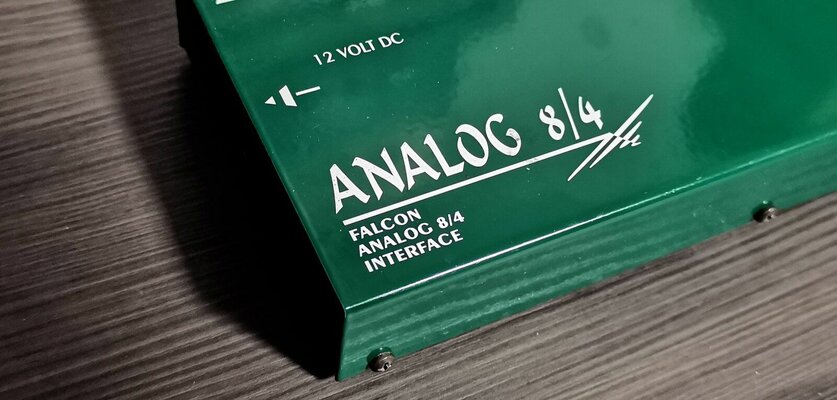 12 VOLT DC
ANALOG 8/4
FALCON
ANALOG 8/4
INTERFACE